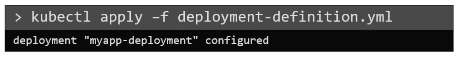 > kubectl apply –f deployment-definition.yml
deployment "myapp-deployment" configured